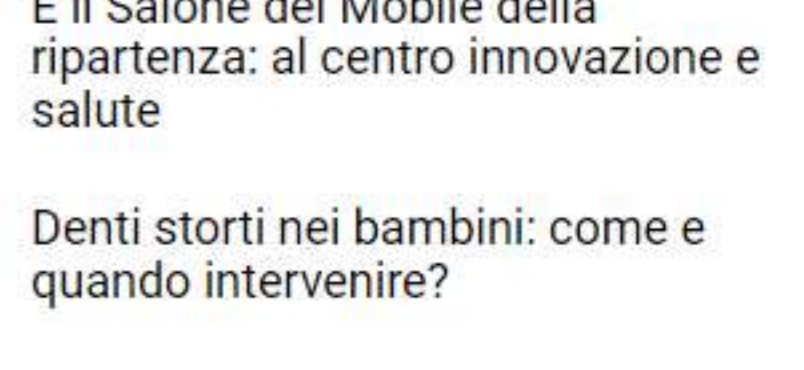 È il Salone del Mobile della
ripartenza: al centro innovazione e
salute
Denti storti nei bambini: come e
quando intervenire?